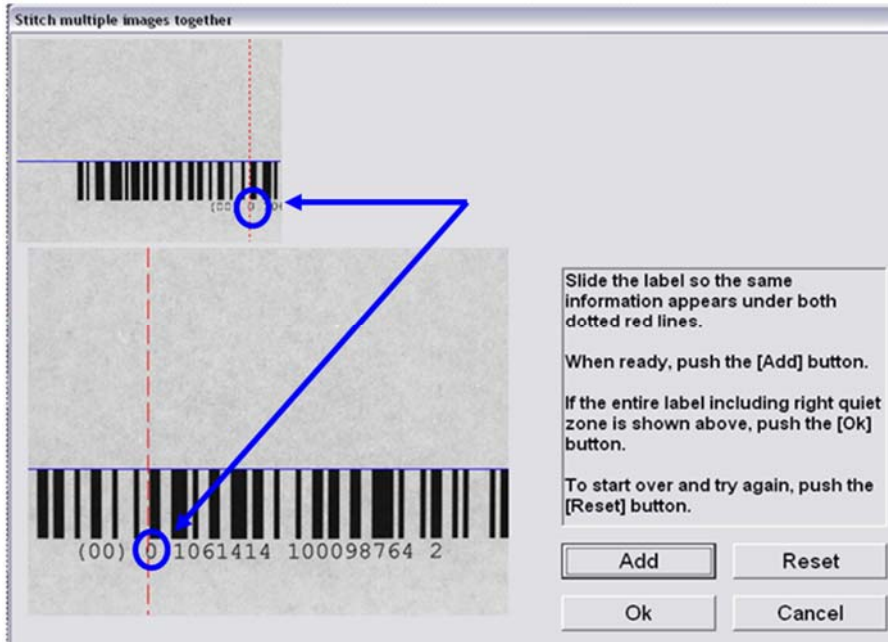 Stitch multiple images together
(00) 0
(00) 0 1061414 100098764 2
Slide the label so the same
information appears under both
dotted red lines.
When ready, push the [Add] button.
If the entire label including right quiet
zone is shown above, push the [Ok]
button.
To start over and try again, push the
[Reset] button.
Add Reset
Ok Cancel